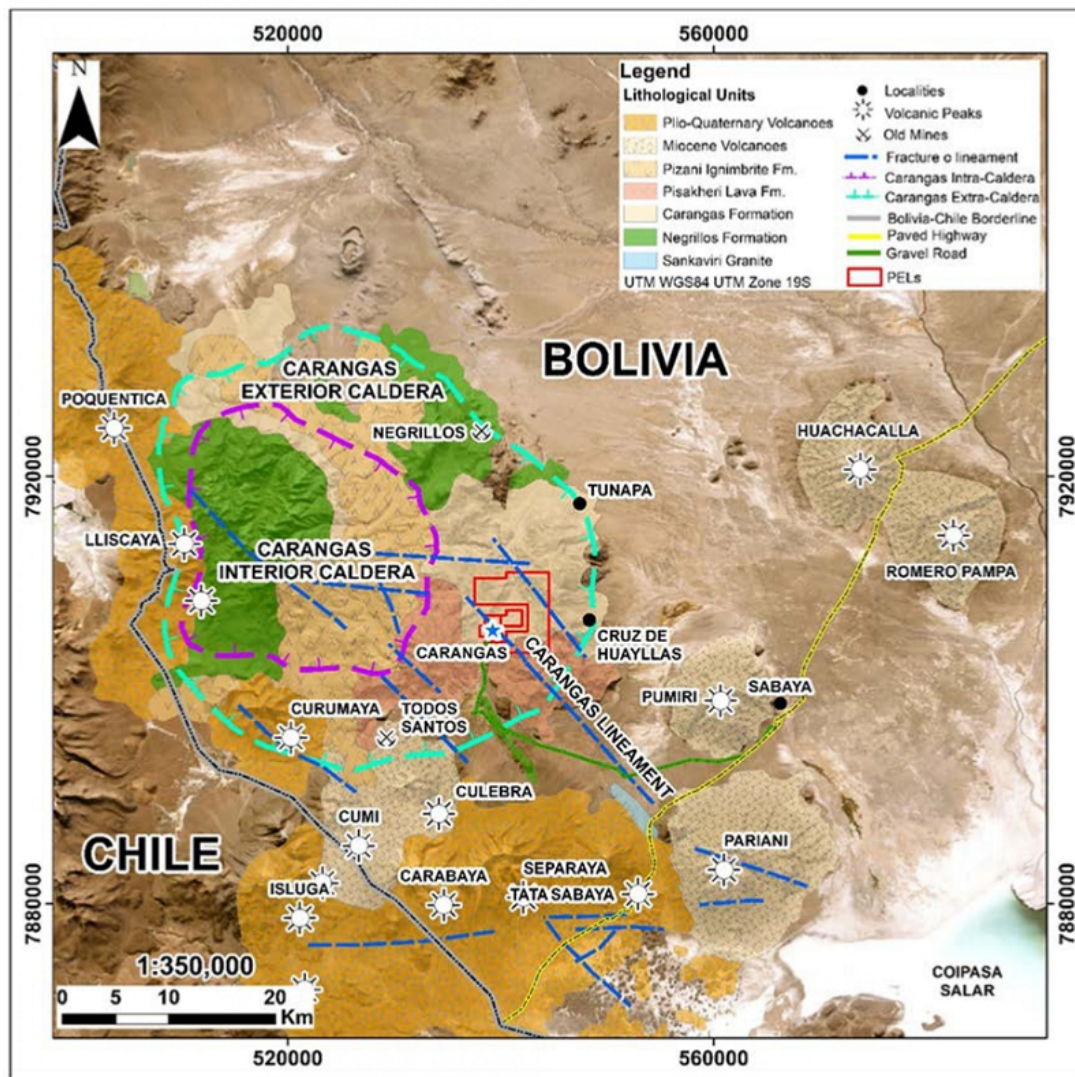 520000
560000
N
Legend
Lithological Units
Plio-Quaternary Volcanoes
Miocene Volcanoes
Pizani Ignimbrite Fm.
Pisakheri Lava Fm.
Carangas Formation
Negrillos Formation
Sankaviri Granite
UTM WGS84 UTM Zone 19S
Localities
Volcanic Peaks
Old Mines
Fracture o lineament
Carangas Intra-Caldera
Carangas Extra-Caldera
Bolivia-Chile Borderline
Paved Highway
Gravel Road
PELs
BOLIVIA
CARANGAS
EXTERIOR CALDERA
POQUENTICA
NEGRILLOS
HUACHACALLA
7920000
7920000
TUNAPA
LLISCAYA
CARANGAS
INTERIOR CALDERA
ROMERO PAMPA
CARANGAS
CRUZ DE
HUAYLLAS
CARANGAS LINEAMENT
PUMIRI
SABAYA
CURUMAYA
TODOS
SANTOS
CULEBRA
CUMI
CHILE
PARIANI
ISLUGA
CARABAYA
SEPARAYA
TATA SABAYA
7880000
7880000
1:350,000
0 5 10 20
Km
COIPASA
SALAR
520000
560000